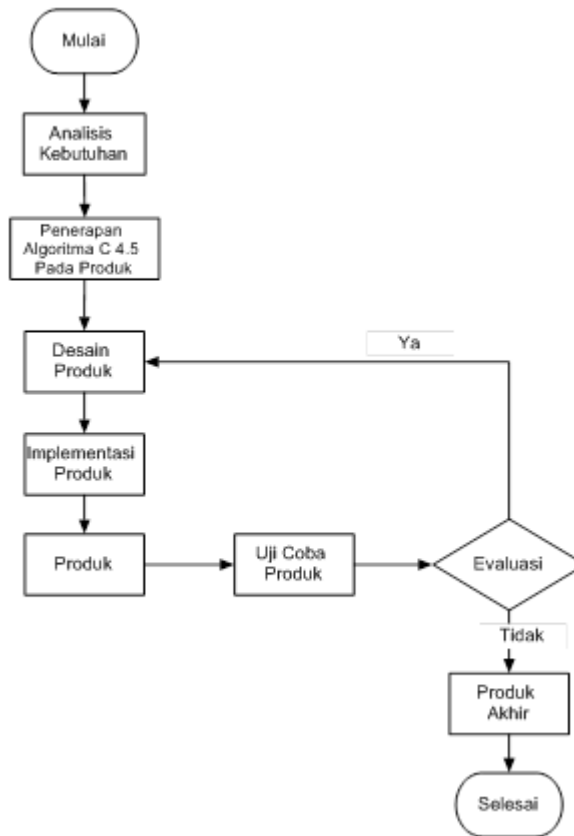 Mulai
Analisis
Kebutuhan
Penerapan
Algoritma C 4.5
Pada Produk
Desain
Produk
Ya
Implementasi
Produk
Produk
Uji Coba
Produk
Evaluasi
Tidak
Produk
Akhir
Selesai